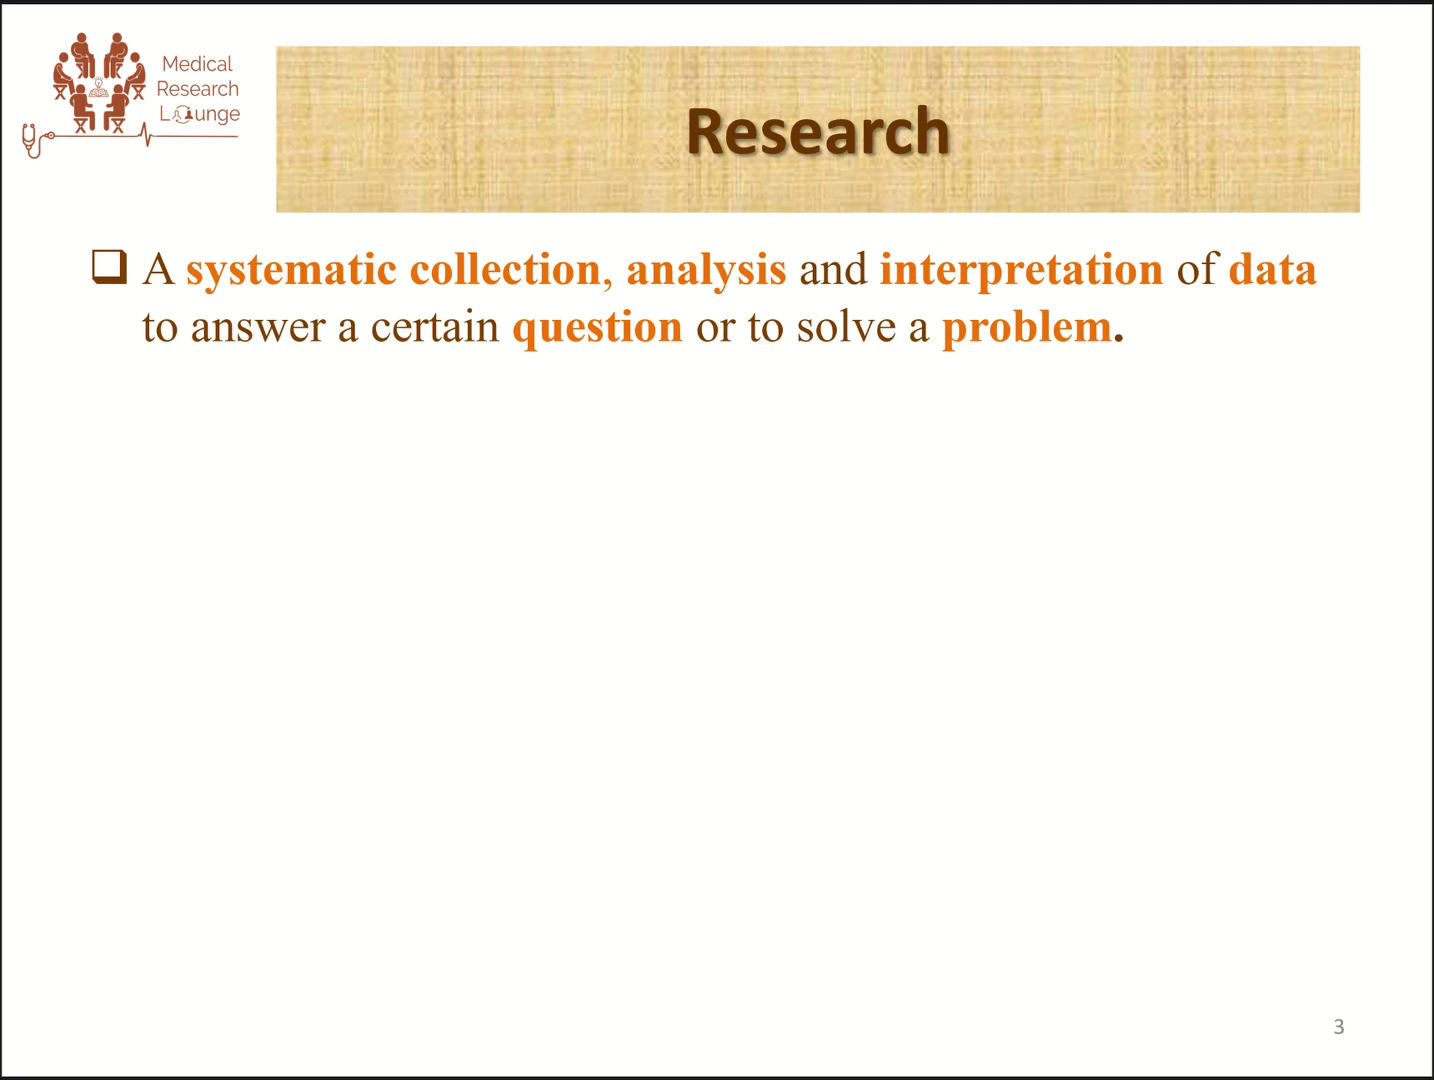 Medical
Research
Lounge
Research
A systematic collection, analysis and interpretation of data
to answer a certain question or to solve a problem.
3